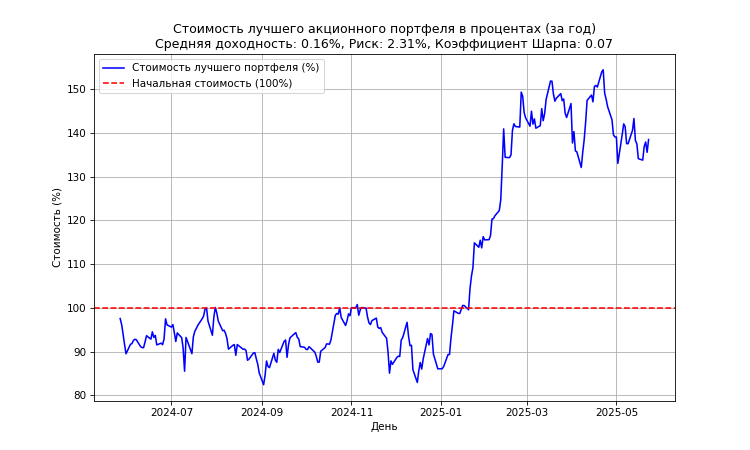 Стоимость лучшего акционного портфеля в процентах (за год)
Средняя доходность: 0.16%, Риск: 2.31%, Коэффициент Шарпа: 0.07
Стоимость лучшего портфеля (%)
Начальная стоимость (100%)
Стоимость (%)
150
140
130
120
110
100
90
80
2024-07
2024-09
2024-11
2025-01
2025-03
2025-05
День